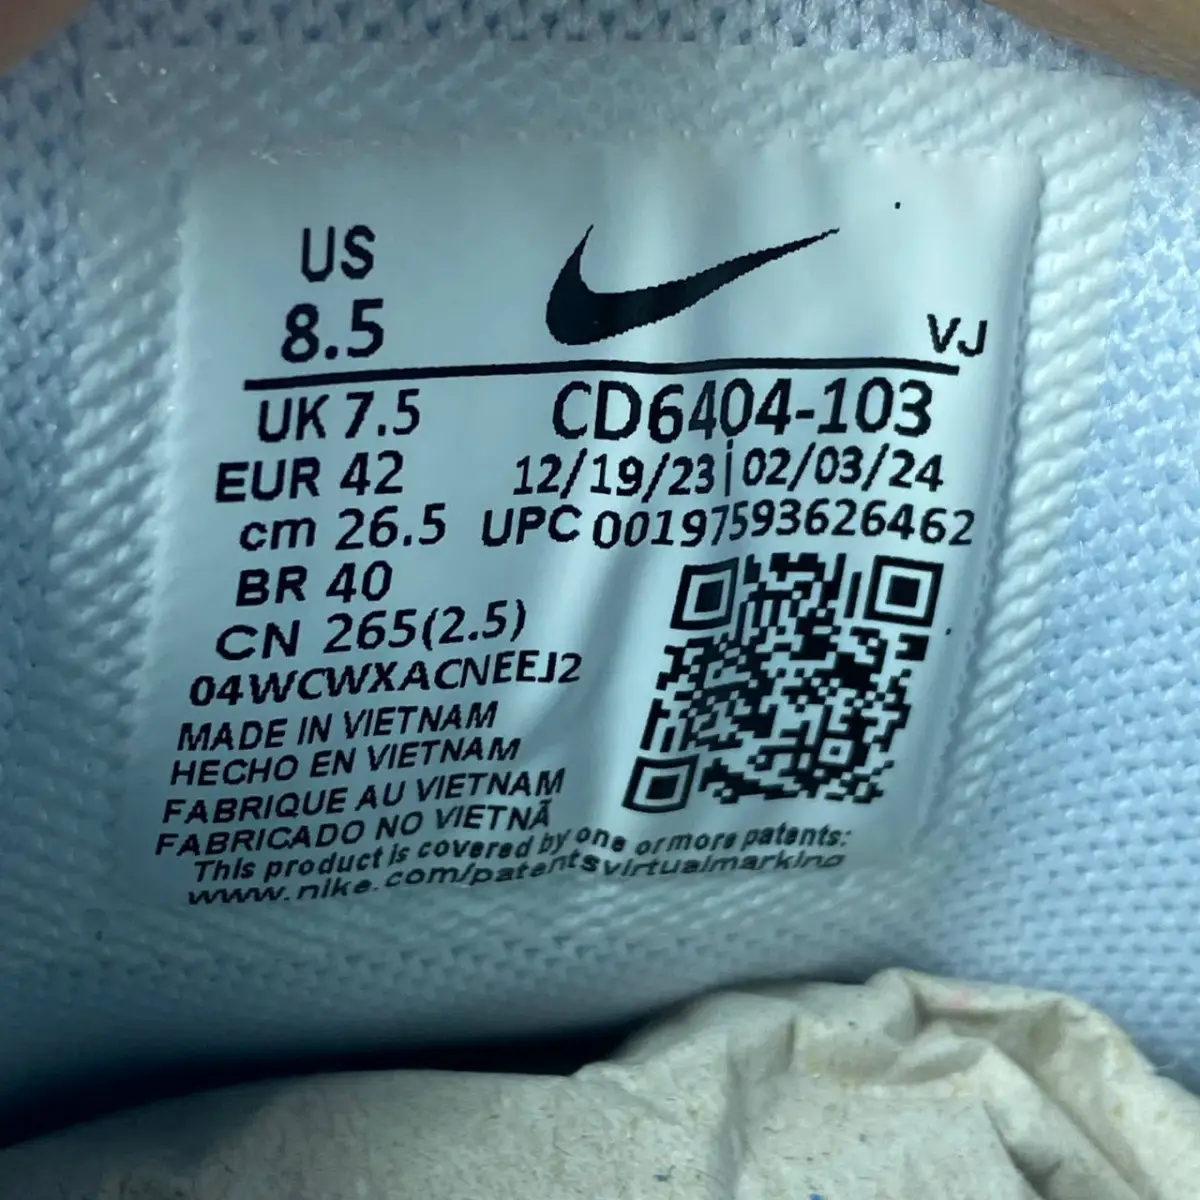 US
8.5
VJ
UK 7.5
CD6404-103
EUR 42
12/19/23|02/03/24
cm 26.5
UPC 00197593626462
BR 40
CN 265(2.5)
04WCWXACNEEJ2
MADE IN VIETNAM
HECHO EN VIETNAM
FABRIQUE AU VIETNAM
FABRICADO NO VIETNÃ
This product is covered by one or more patents:
www.nike.com/patentsvirtualmarking